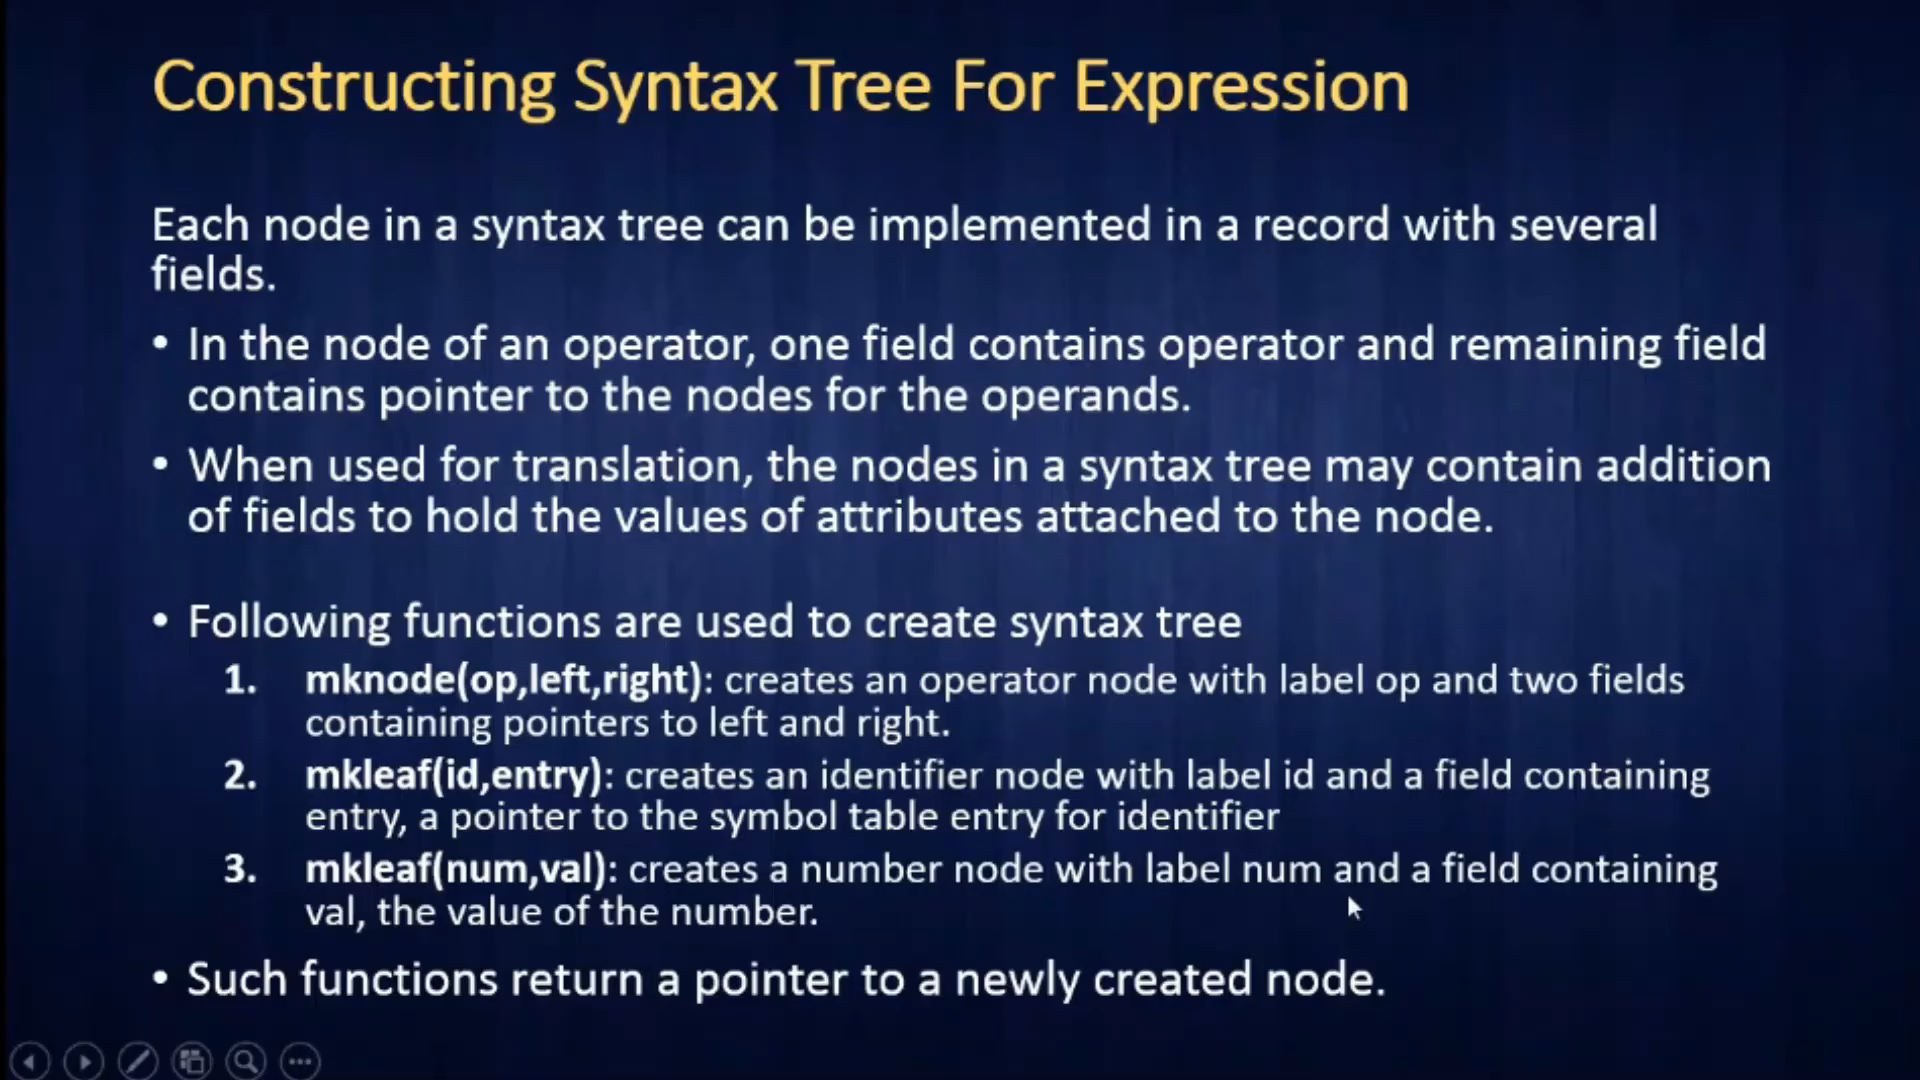 Constructing Syntax Tree For Expression
Each node in a syntax tree can be implemented in a record with several
fields.
• In the node of an operator, one field contains operator and remaining field
contains pointer to the nodes for the operands.
• When used for translation, the nodes in a syntax tree may contain addition
of fields to hold the values of attributes attached to the node.
• Following functions are used to create syntax tree
1. mknode(op,left,right): creates an operator node with label op and two fields
containing pointers to left and right.
2. mkleaf(id,entry): creates an identifier node with label id and a field containing
entry, a pointer to the symbol table entry for identifier
3. mkleaf(num,val): creates a number node with label num and a field containing
val, the value of the number.
• Such functions return a pointer to a newly created node.